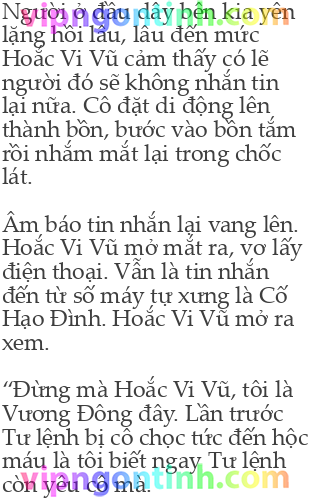 vipngontinh.com
Người ở đầu dây bên kia yên
lặng hồi lâu, lâu đến mức
Hoắc Vi Vũ cảm thấy có lẽ
người đó sẽ không nhắn tin
lại nữa. Cô đặt di động lên
thành bồn, bước vào bồn tắm
rồi nhắm mắt lại trong chốc
lát.
Âm báo tin nhắn lại vang lên.
Hoắc Vi Vũ mở mắt ra, vơ lấy
điện thoại. Vẫn là tin nhắn
đến từ số máy tự xưng là Cố
Hạo Đình. Hoắc Vi Vũ mở ra
xem.
“Đừng mà Hoắc Vi Vũ, tôi là
Vương Đông đây. Lần trước
Tư lệnh bị cô chọc tức đến hộc
máu là tôi biết ngay Tư lệnh
còn yêu cô mà.
vipngontinh.com